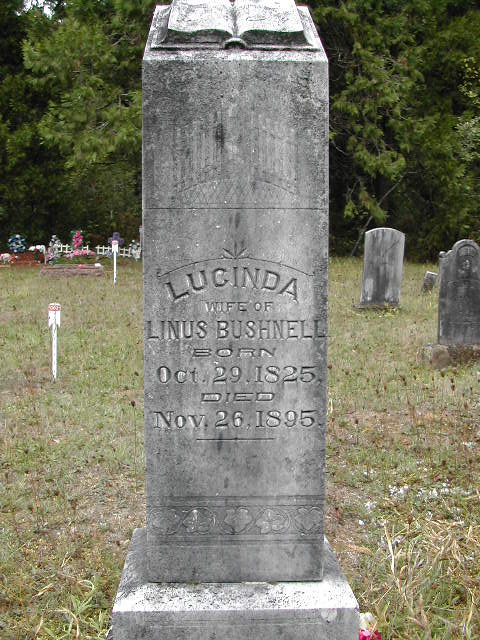 LUCINDA
WIFE OF
LINUS BUSHNELL
BORN
Oct. 29, 1825.
DIED
Nov. 26, 1895.